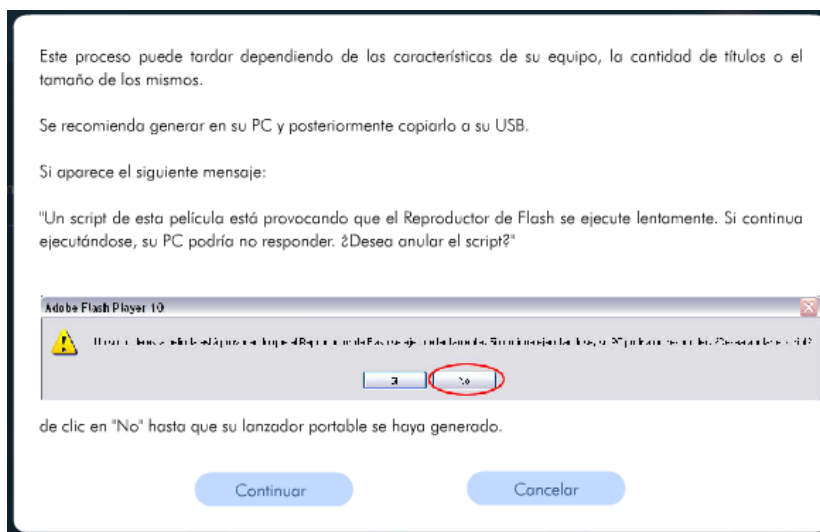 Este proceso puede tardar dependiendo de las características de su equipo, la cantidad de títulos o el
tamaño de los mismos.
Se recomienda generar en su PC y posteriormente copiarlo a su USB.
Si aparece el siguiente mensaje:
"Un script de esta película está provocando que el Reproductor de Flash se ejecute lentamente. Si continua
ejecutándose, su PC podría no responder. ¿Desea anular el script?"
Adobe Flash Player 10
No
de clic en "No" hasta que su lanzador portable se haya generado.
Continuar
Cancelar